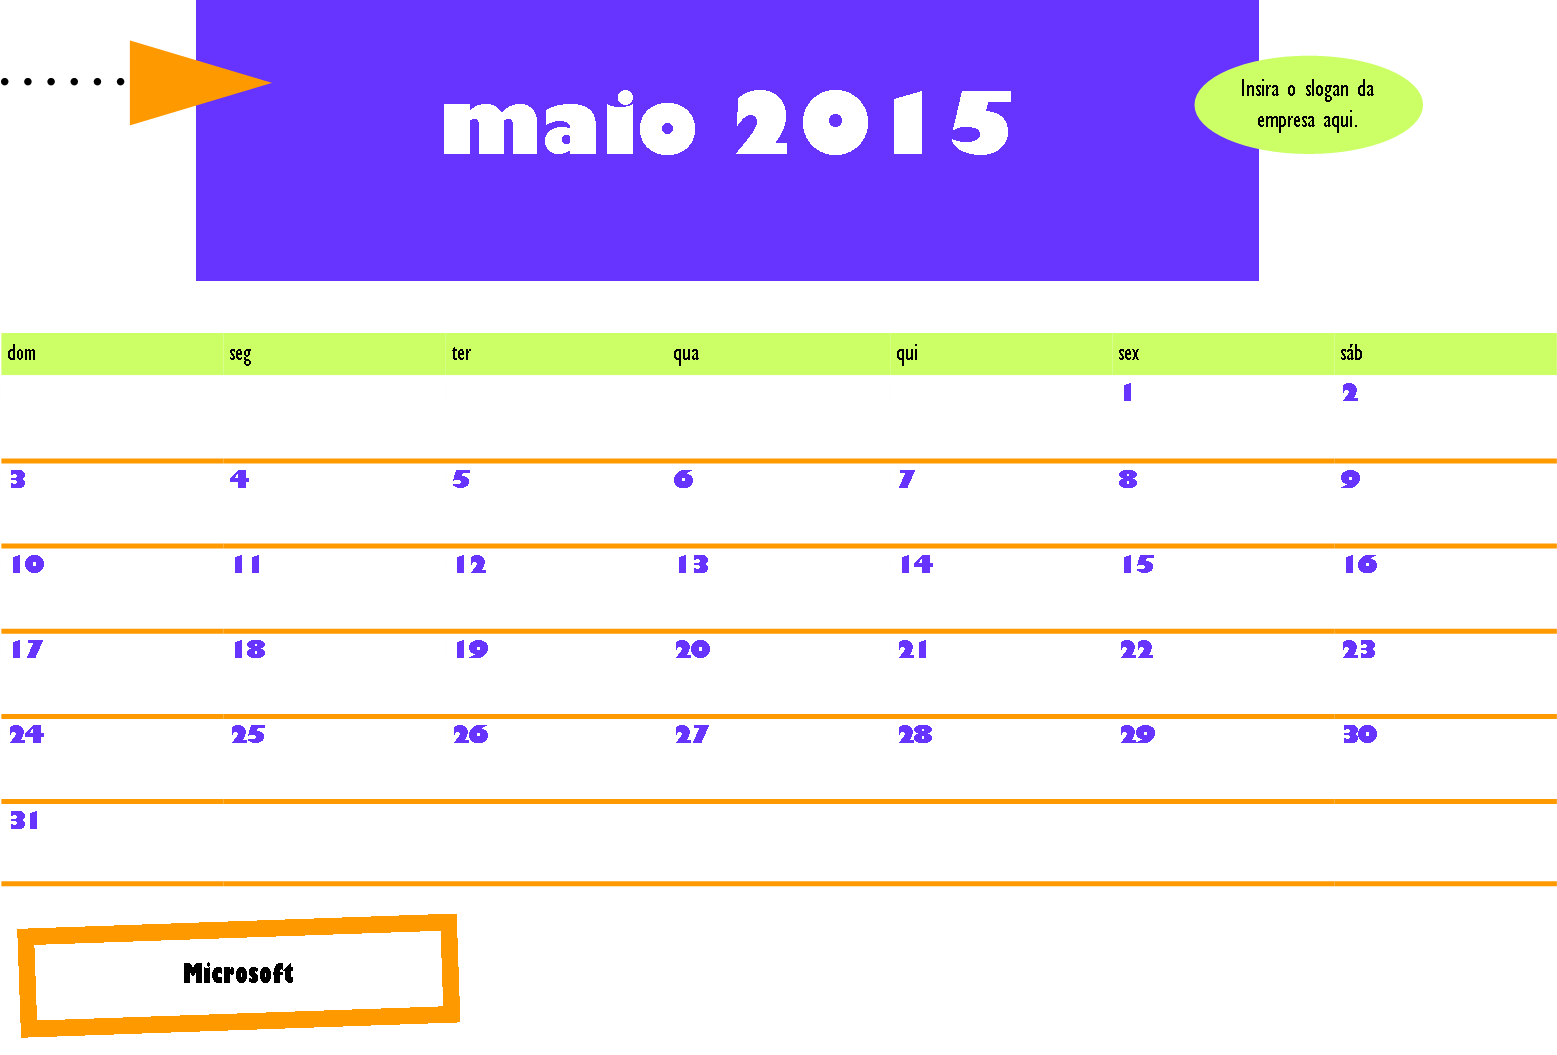 maio 2015
Insira o slogan da
empresa aqui.
dom seg ter qua qui sex sáb
1 2
3 4 5 6 7 8 9
10 11 12 13 14 15 16
17 18 19 20 21 22 23
24 25 26 27 28 29 30
31
Microsoft